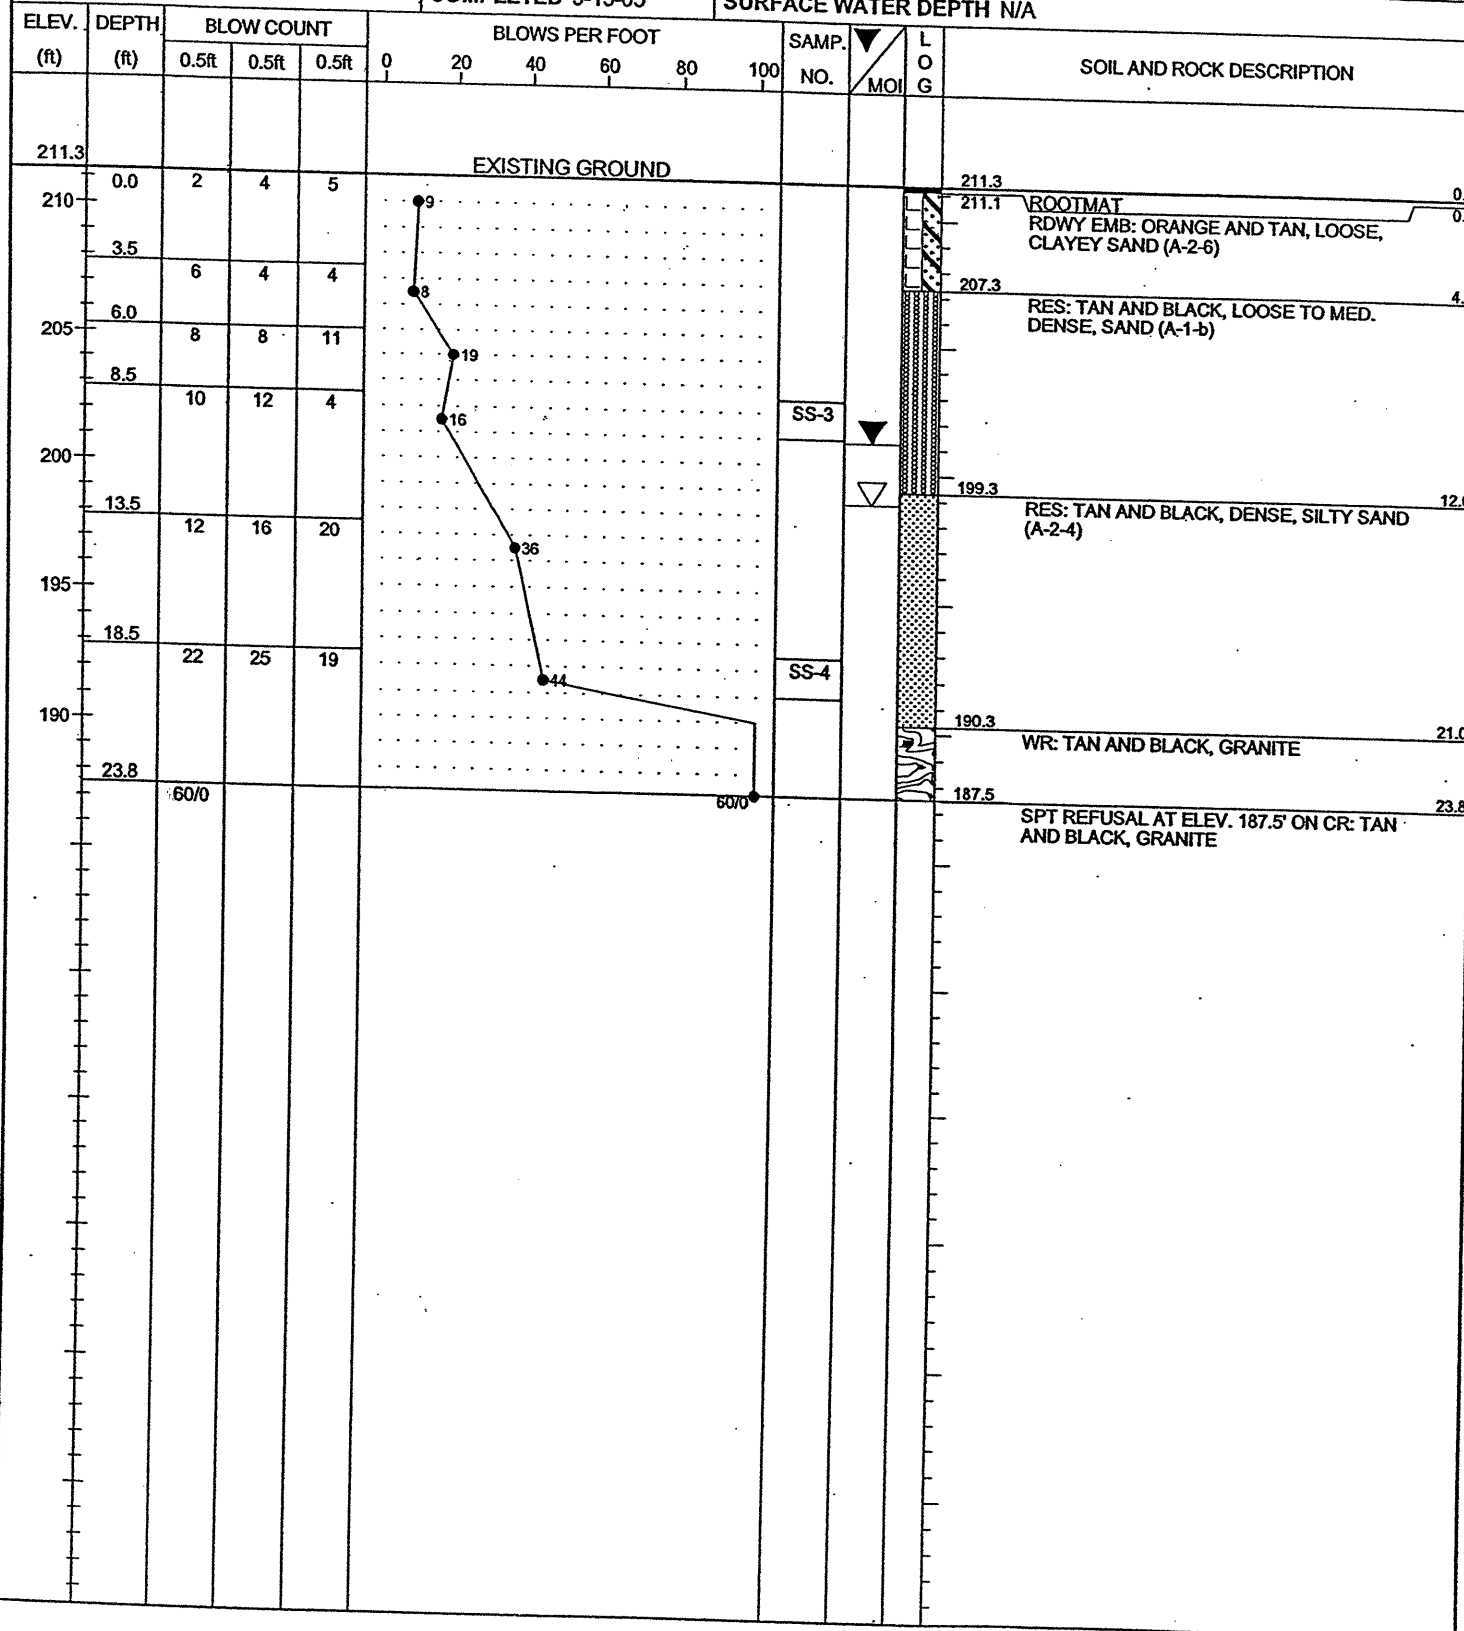 SURFACE WATER DEPTH N/A
ELEV. (ft)
DEPTH (ft)
BLOW COUNT
0.5ft 0.5ft 0.5ft
BLOWS PER FOOT
0 20 40 60 80 100
SAMP. NO.
MOI
LOG
SOIL AND ROCK DESCRIPTION
211.3
EXISTING GROUND
0.0 2 4 5
211.3
210
9
211.1 ROOTMAT
RDWY EMB: ORANGE AND TAN, LOOSE,
CLAYEY SAND (A-2-6)
3.5
6 4 4
8
207.3
RES: TAN AND BLACK, LOOSE TO MED.
DENSE, SAND (A-1-b)
6.0
205
8 8 11
19
8.5
10 12 4
16
SS-3
200
199.3 12.0
RES: TAN AND BLACK, DENSE, SILTY SAND
(A-2-4)
13.5
12 16 20
36
195
18.5
22 25 19
44
SS-4
190
190.3 21.0
WR: TAN AND BLACK, GRANITE
23.8
60/0
60/0
187.5 23.8
SPT REFUSAL AT ELEV. 187.5' ON CR: TAN
AND BLACK, GRANITE